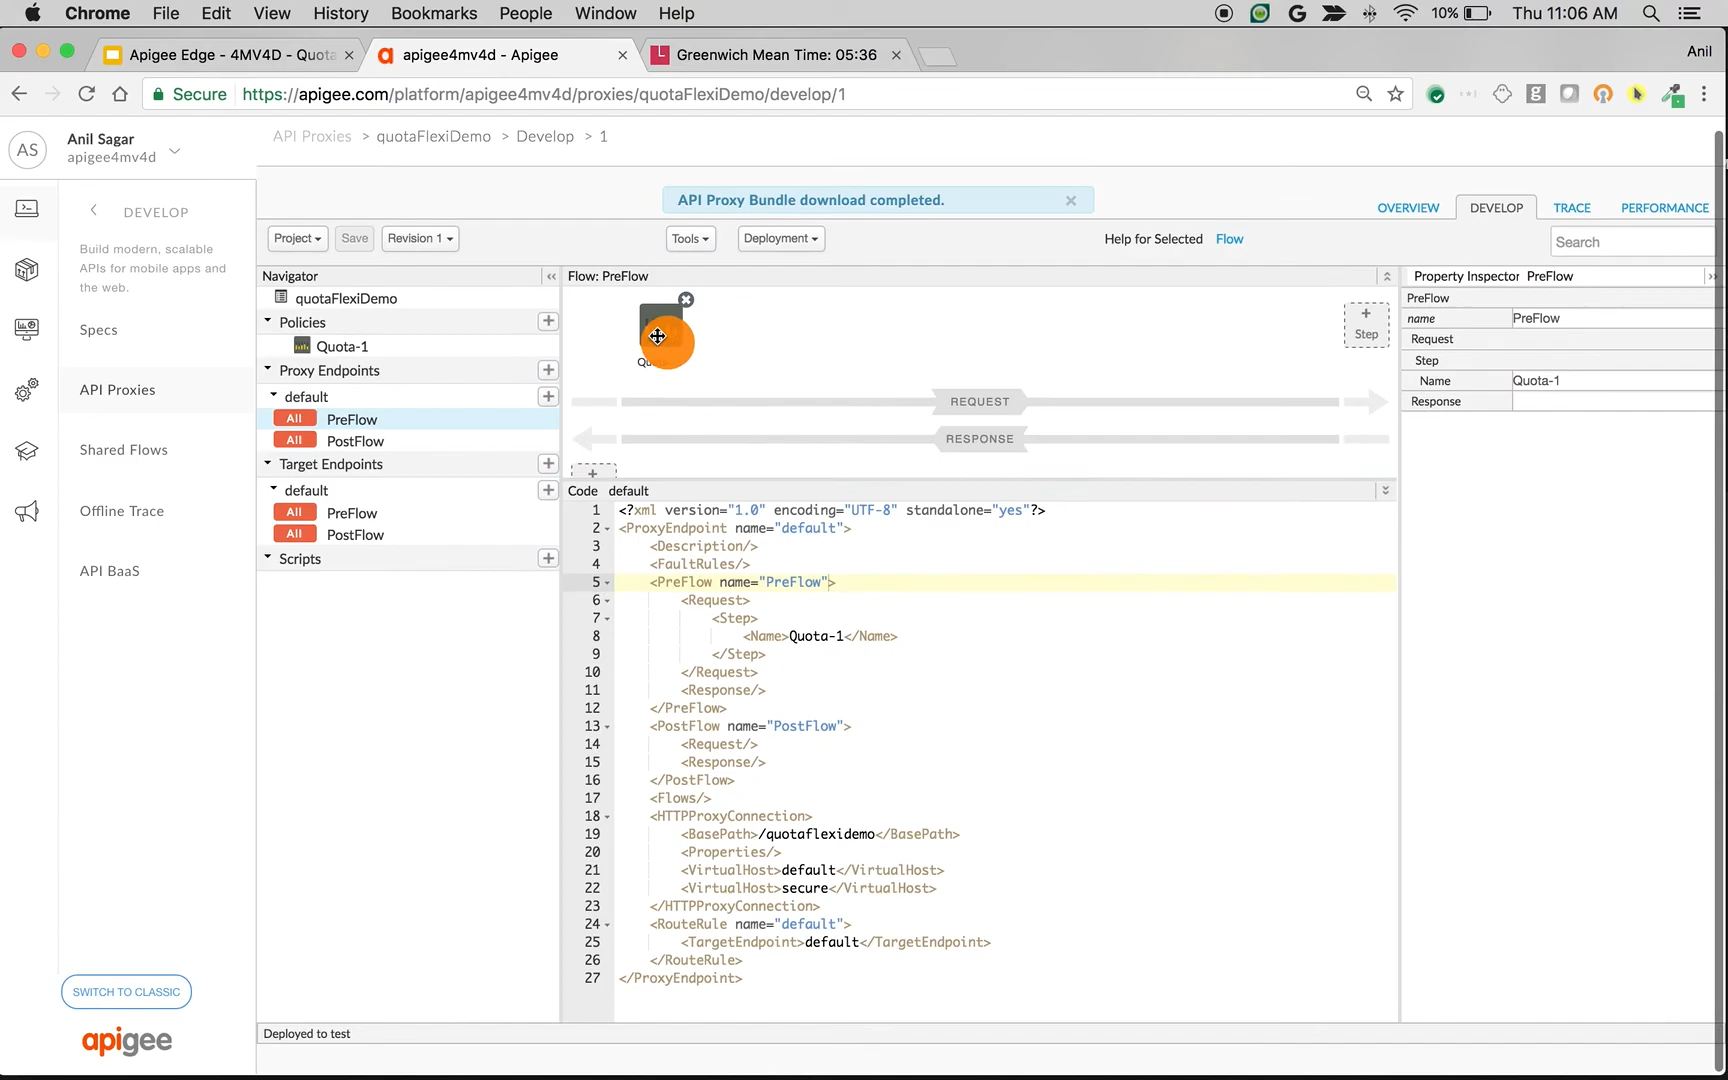 Chrome File Edit View History Bookmarks People Window Help 10% Thu 11:06 AM
Apigee Edge - 4MV4D - Quota apigee4mv4d - Apigee Greenwich Mean Time: 05:36 Anil
Secure https://apigee.com/platform/apigee4mv4d/proxies/quotaFlexiDemo/develop/1
AS
Anil Sagar
apigee4mv4d
API Proxies > quotaFlexiDemo > Develop > 1
DEVELOP
Build modern, scalable
APIs for mobile apps and
the web.
Specs
API Proxies
Shared Flows
Offline Trace
API BaaS
SWITCH TO CLASSIC
apigee
API Proxy Bundle download completed.
OVERVIEW DEVELOP TRACE PERFORMANCE
Project Save Revision 1 Tools Deployment Help for Selected Flow Search
Navigator
quotaFlexiDemo
Policies
Quota-1
Proxy Endpoints
default
All PreFlow
All PostFlow
Target Endpoints
default
All PreFlow
All PostFlow
Scripts
Flow: PreFlow
+
Step
REQUEST
RESPONSE
+
Code default
1 <?xml version="1.0" encoding="UTF-8" standalone="yes"?>
2 <ProxyEndpoint name="default">
3 <Description/>
4 <FaultRules/>
5 <PreFlow name="PreFlow">
6 <Request>
7 <Step>
8 <Name>Quota-1</Name>
9 </Step>
10 </Request>
11 <Response/>
12 </PreFlow>
13 <PostFlow name="PostFlow">
14 <Request/>
15 <Response/>
16 </PostFlow>
17 <Flows/>
18 <HTTPProxyConnection>
19 <BasePath>/quotaflexidemo</BasePath>
20 <Properties/>
21 <VirtualHost>default</VirtualHost>
22 <VirtualHost>secure</VirtualHost>
23 </HTTPProxyConnection>
24 <RouteRule name="default">
25 <TargetEndpoint>default</TargetEndpoint>
26 </RouteRule>
27 </ProxyEndpoint>
Property Inspector PreFlow
PreFlow
name PreFlow
Request
Step
Name Quota-1
Response
Deployed to test